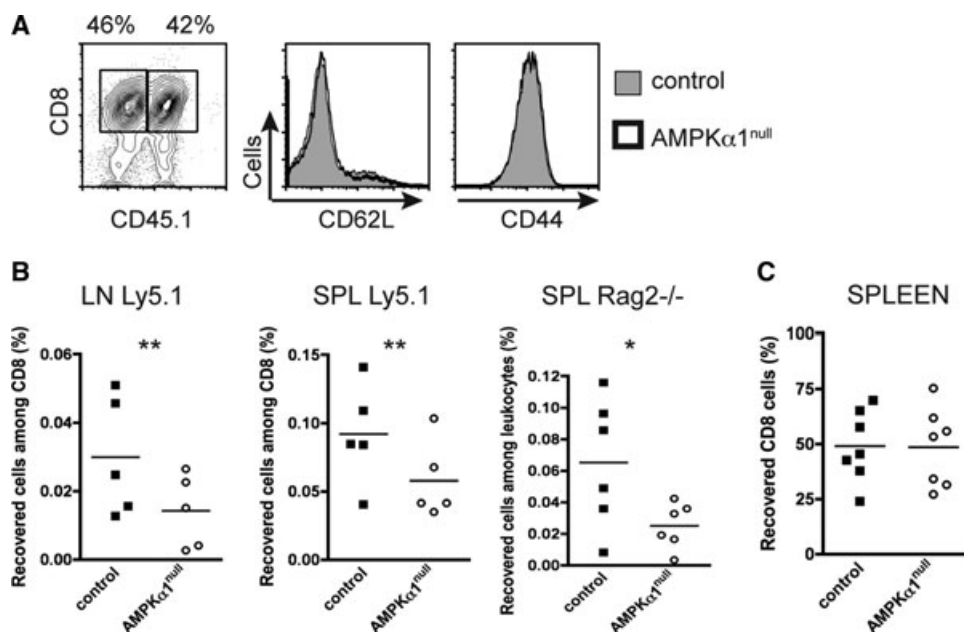 A
46% 42%
CD8
CD45.1
Cells
CD62L
CD44
control
AMPKα1null
B
LN Ly5.1
Recovered cells among CD8 (%)
0.06
0.04
0.02
0.00
**
control
AMPKα1null
SPL Ly5.1
Recovered cells among CD8 (%)
0.15
0.10
0.05
0.00
**
control
AMPKα1null
SPL Rag2-/-
Recovered cells among leukocytes (%)
0.12
0.10
0.08
0.06
0.04
0.02
0.00
*
control
AMPKα1null
C
SPLEEN
Recovered CD8 cells (%)
100
75
50
25
0
control
AMPKα1null